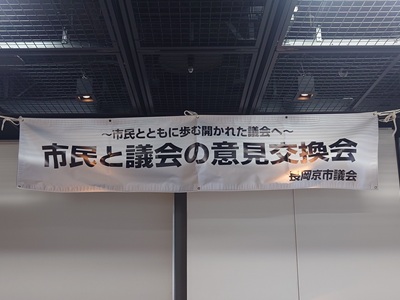 ～市民とともに歩む開かれた議会へ～
市民と議会の意見交換会
長岡京市議会